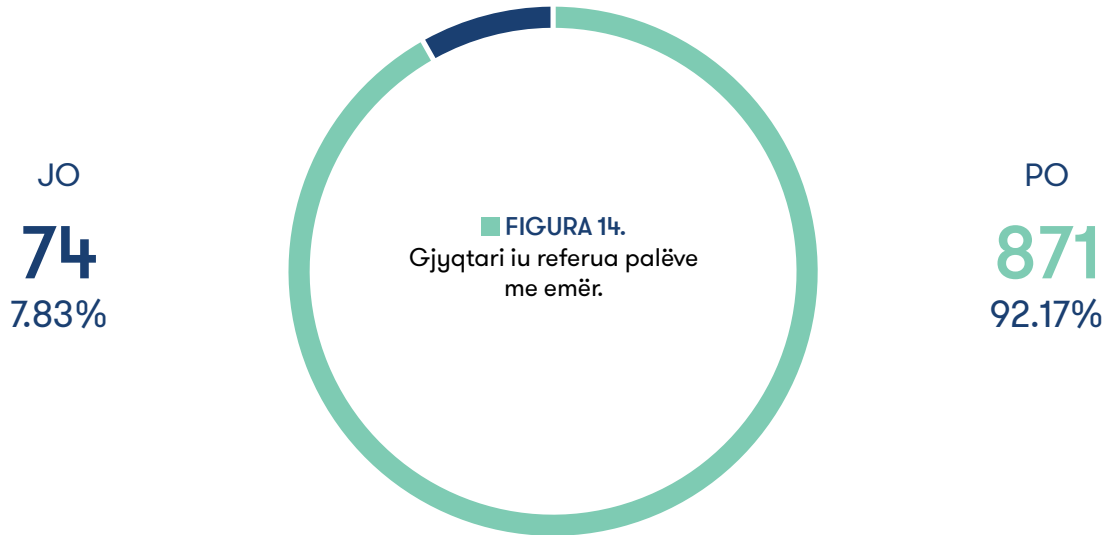 JO
74
7.83%
FIGURA 14.
Gjyqtari iu referua palëve
me emër.
PO
871
92.17%